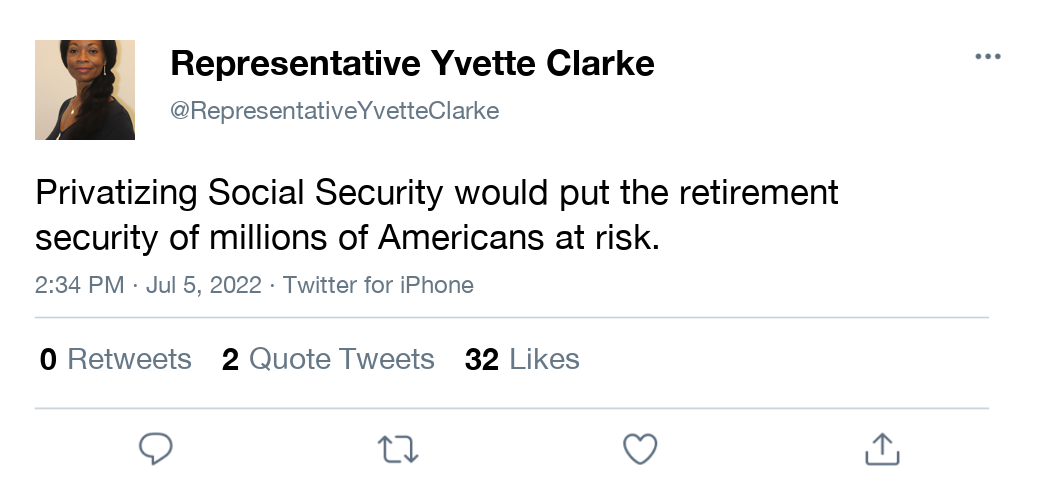 Representative Yvette Clarke
@RepresentativeYvetteClarke
Privatizing Social Security would put the retirement
security of millions of Americans at risk.
2:34 PM · Jul 5, 2022 · Twitter for iPhone
0 Retweets 2 Quote Tweets 32 Likes